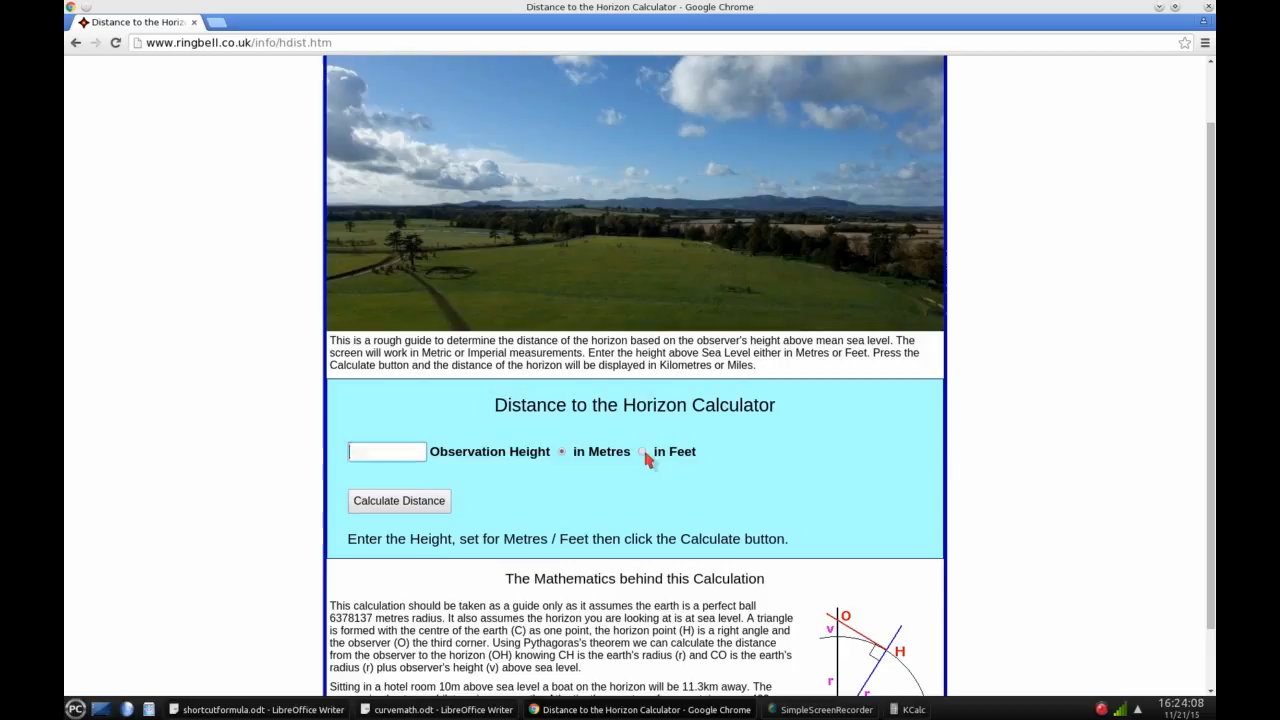 Distance to the Horizon Calculator - Google Chrome
Distance to the Horiz
www.ringbell.co.uk/info/hdist.htm
This is a rough guide to determine the distance of the horizon based on the observer's height above mean sea level. The
screen will work in Metric or Imperial measurements. Enter the height above Sea Level either in Metres or Feet. Press the
Calculate button and the distance of the horizon will be displayed in Kilometres or Miles.
Distance to the Horizon Calculator
Observation Height in Metres in Feet
Calculate Distance
Enter the Height, set for Metres / Feet then click the Calculate button.
The Mathematics behind this Calculation
This calculation should be taken as a guide only as it assumes the earth is a perfect ball
6378137 metres radius. It also assumes the horizon you are looking at is at sea level. A triangle
is formed with the centre of the earth (C) as one point, the horizon point (H) is a right angle and
the observer (O) the third corner. Using Pythagoras's theorem we can calculate the distance
from the observer to the horizon (OH) knowing CH is the earth's radius (r) and CO is the earth's
radius (r) plus observer's height (v) above sea level.
Sitting in a hotel room 10m above sea level a boat on the horizon will be 11.3km away. The
O
v
H
r
r
PC
shortcutformula.odt - LibreOffice Writer
curvemath.odt - LibreOffice Writer
Distance to the Horizon Calculator - Google Chrome
SimpleScreenRecorder
KCalc
16:24:08
11/21/15